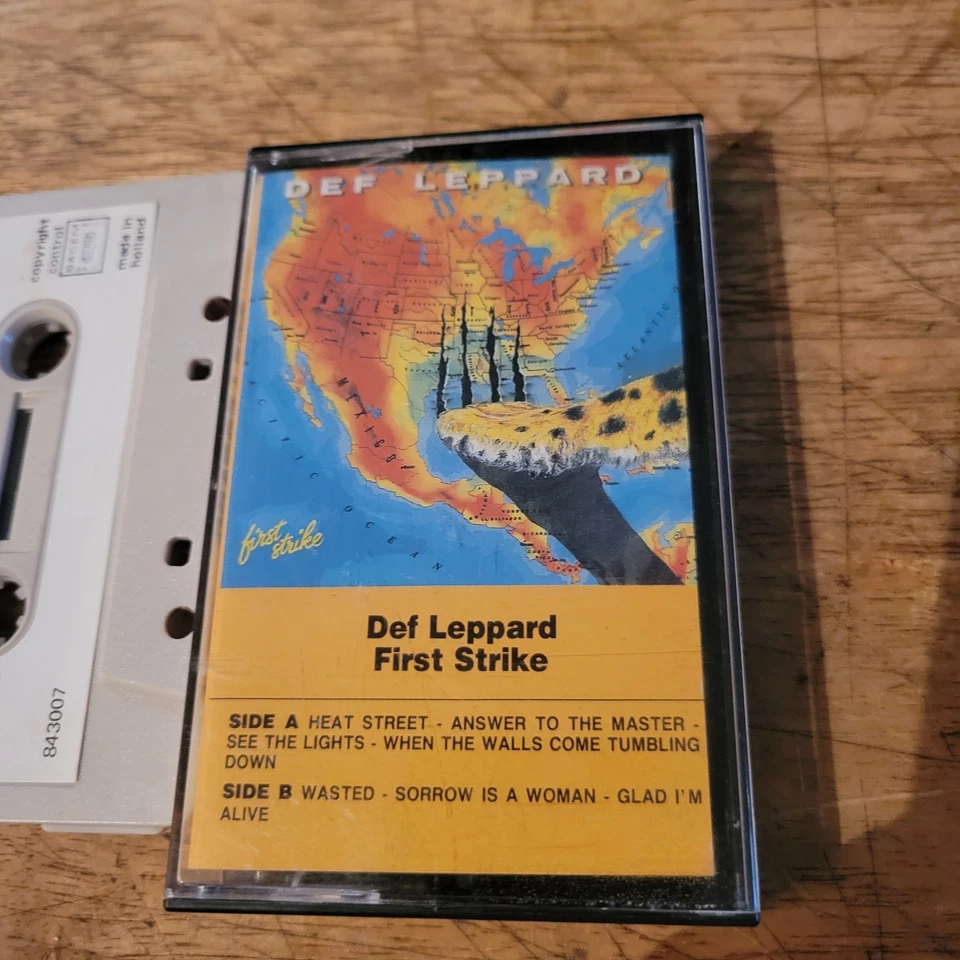 copyright
control
made in
holland
843007
DEF LEPPARD
MEXICO
ATLANTIC
PACIFIC OCEAN
first
strike
Def Leppard
First Strike
SIDE A HEAT STREET - ANSWER TO THE MASTER -
SEE THE LIGHTS - WHEN THE WALLS COME TUMBLING
DOWN
SIDE B WASTED - SORROW IS A WOMAN - GLAD I'M
ALIVE